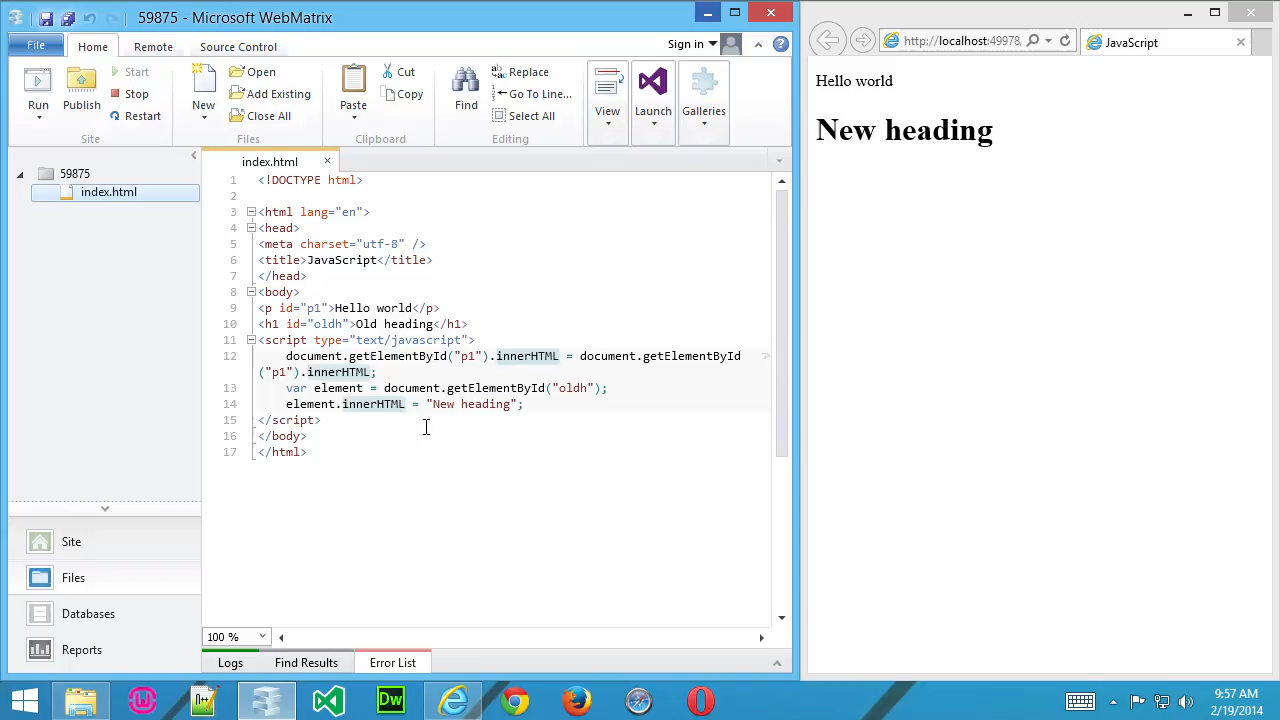 59875 - Microsoft WebMatrix
File Home Remote Source Control Sign in
Run Publish Start Stop Restart
Site
New Open Add Existing Close All
Files
Paste Cut Copy
Clipboard
Find Replace Go To Line... Select All
Editing
View Launch Galleries
59875
index.html
index.html
1 <!DOCTYPE html>
2
3 <html lang="en">
4 <head>
5 <meta charset="utf-8" />
6 <title>JavaScript</title>
7 </head>
8 <body>
9 <p id="p1">Hello world</p>
10 <h1 id="oldh">Old heading</h1>
11 <script type="text/javascript">
12 document.getElementById("p1").innerHTML = document.getElementById
("p1").innerHTML;
13 var element = document.getElementById("oldh");
14 element.innerHTML = "New heading";
15 </script>
16 </body>
17 </html>
Site
Files
Databases
Reports
100 %
Logs Find Results Error List
http://localhost:49978,
JavaScript
Hello world
New heading
Dw
9:57 AM
2/19/2014